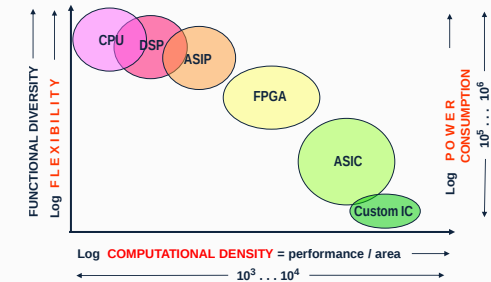 CPU
DSP
ASIP
FPGA
ASIC
Custom IC
FUNCTIONAL DIVERSITY
Log FLEXIBILITY
Log POWER
CONSUMPTION
10⁵ . . . 10⁶
Log COMPUTATIONAL DENSITY = performance / area
10³ . . . 10⁴